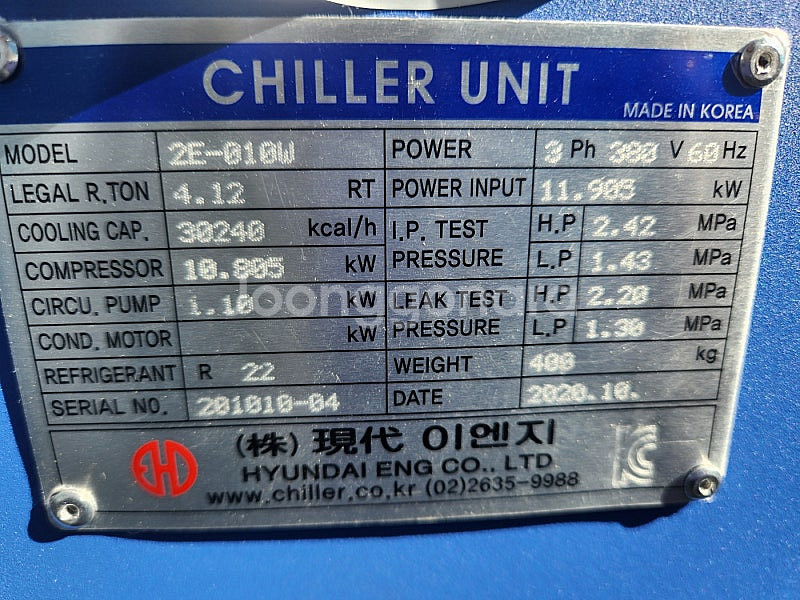 CHILLER UNIT
MADE IN KOREA
MODEL 2E-010W POWER 3 Ph 380 V 60 Hz
LEGAL R.TON 4.12 RT POWER INPUT 11.905 kW
COOLING CAP. 30240 kcal/h I.P. TEST PRESSURE H.P 2.42 MPa
COMPRESSOR 10.805 kW L.P 1.43 MPa
CIRCU. PUMP 1.10 kW LEAK TEST PRESSURE H.P 2.20 MPa
COND. MOTOR kW L.P 1.30 MPa
REFRIGERANT R 22 WEIGHT 400 kg
SERIAL NO. 201010-04 DATE 2020.10.
EHD (株) 現代 이엔지
HYUNDAI ENG CO., LTD
www.chiller.co.kr (02)2635-9988